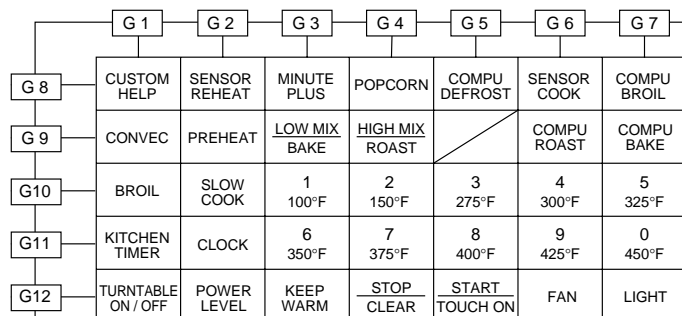 G 1 G 2 G 3 G 4 G 5 G 6 G 7
G 8 CUSTOM HELP SENSOR REHEAT MINUTE PLUS POPCORN COMPU DEFROST SENSOR COOK COMPU BROIL
G 9 CONVEC PREHEAT LOW MIX BAKE HIGH MIX ROAST COMPU ROAST COMPU BAKE
G10 BROIL SLOW COOK 1 100°F 2 150°F 3 275°F 4 300°F 5 325°F
G11 KITCHEN TIMER CLOCK 6 350°F 7 375°F 8 400°F 9 425°F 0 450°F
G12 TURNTABLE ON / OFF POWER LEVEL KEEP WARM STOP CLEAR START TOUCH ON FAN LIGHT